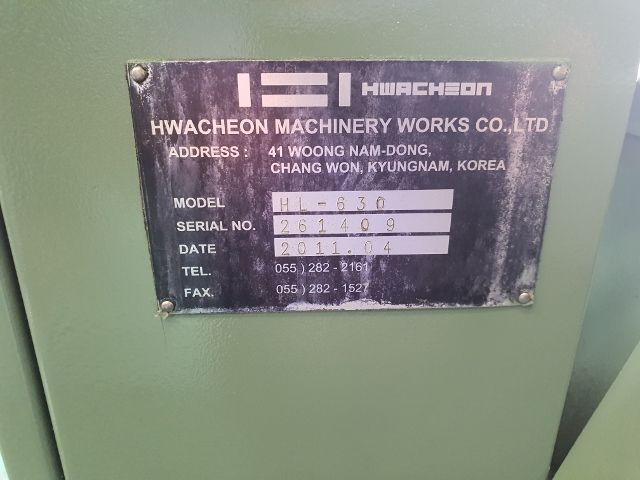 HWACHEON
HWACHEON MACHINERY WORKS CO.,LTD
ADDRESS : 41 WOONG NAM-DONG,
CHANG WON, KYUNGNAM, KOREA
MODEL HL-630
SERIAL NO. 261409
DATE 2011.04
TEL. 055 ) 282 - 2161
FAX. 055 ) 282 - 1527